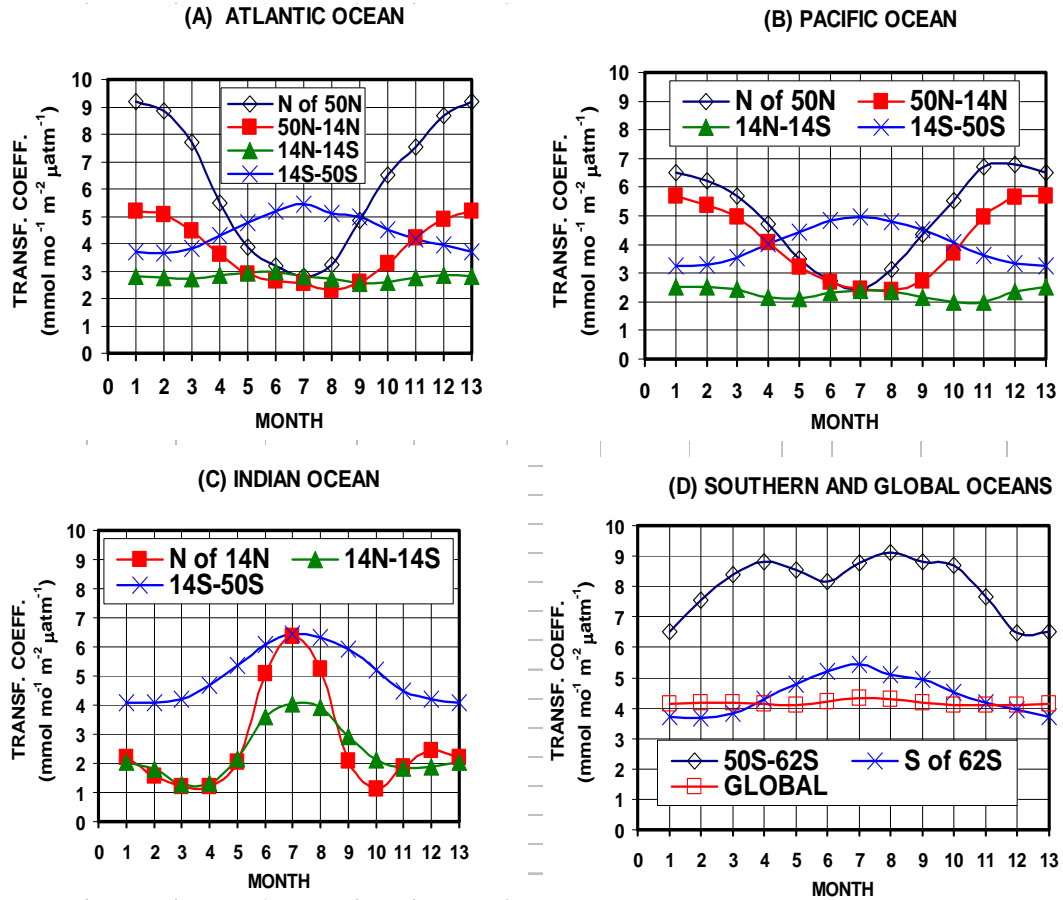 (A) ATLANTIC OCEAN
TRANSF. COEFF.
(mmol mo⁻¹ m⁻² μatm⁻¹)
10
9
8
7
6
5
4
3
2
1
0
N of 50N
50N-14N
14N-14S
14S-50S
0 1 2 3 4 5 6 7 8 9 10 11 12 13
MONTH
(B) PACIFIC OCEAN
TRANSF. COEFF.
(mmol mo⁻¹ m⁻² μatm⁻¹)
10
9
8
7
6
5
4
3
2
1
0
N of 50N 50N-14N
14N-14S 14S-50S
0 1 2 3 4 5 6 7 8 9 10 11 12 13
MONTH
(C) INDIAN OCEAN
TRANSF. COEFF.
(mmol mo⁻¹ m⁻² μatm⁻¹)
10
9
8
7
6
5
4
3
2
1
0
N of 14N 14N-14S
14S-50S
0 1 2 3 4 5 6 7 8 9 10 11 12 13
MONTH
(D) SOUTHERN AND GLOBAL OCEANS
TRANSF. COEFF.
(mmol mo⁻¹ m⁻² μatm⁻¹)
10
9
8
7
6
5
4
3
2
1
0
50S-62S S of 62S
GLOBAL
0 1 2 3 4 5 6 7 8 9 10 11 12 13
MONTH